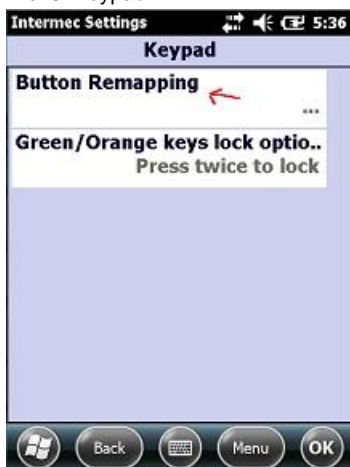 Intermec Settings 5:36
Keypad
Button Remapping
...
Green/Orange keys lock optio..
Press twice to lock
Back Menu OK